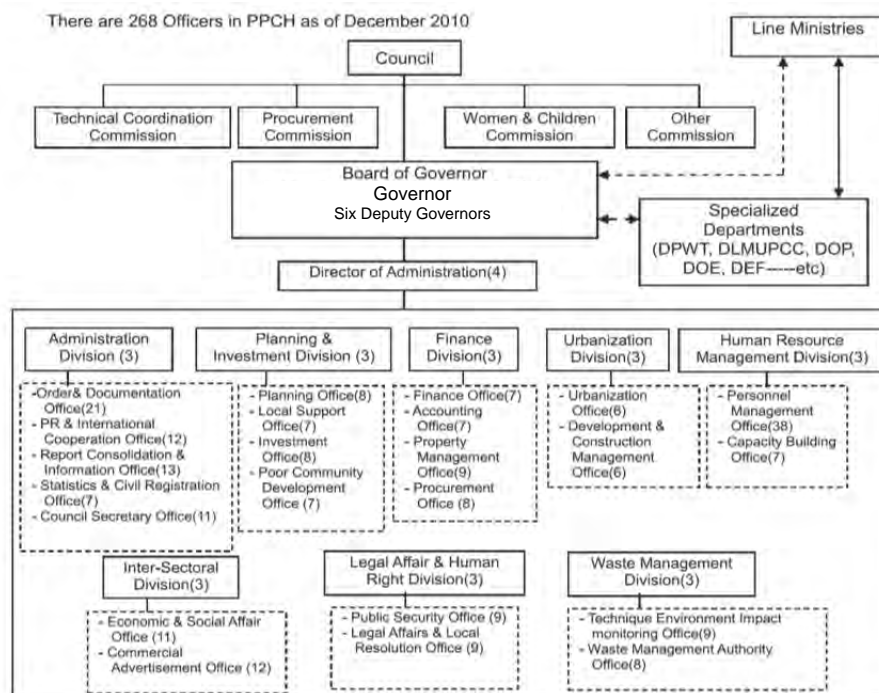 There are 268 Officers in PPCH as of December 2010
Line Ministries
Council
Technical Coordination
Commission
Procurement
Commission
Women & Children
Commission
Other
Commission
Board of Governor
Governor
Six Deputy Governors
Specialized
Departments
(DPWT, DLMUPCC, DOP,
DOE, DEF-----etc)
Director of Administration(4)
Administration
Division (3)
-Order& Documentation
Office(21)
- PR & International
Cooperation Office(12)
- Report Consolidation &
Information Office(13)
- Statistics & Civil Registration
Office(7)
- Council Secretary Office(11)
Planning &
Investment Division (3)
- Planning Office(8)
- Local Support
Office(7)
- Investment
Office(8)
- Poor Community
Development
Office (7)
Finance
Division(3)
- Finance Office(7)
- Accounting
Office(7)
- Property
Management
Office(9)
- Procurement
Office (8)
Urbanization
Division(3)
- Urbanization
Office(6)
- Development &
Construction
Management
Office(6)
Human Resource
Management Division(3)
- Personnel
Management
Office(38)
- Capacity Building
Office(7)
Inter-Sectoral
Division(3)
- Economic & Social Affair
Office (11)
- Commercial
Advertisement Office (12)
Legal Affair & Human
Right Division(3)
- Public Security Office (9)
- Legal Affairs & Local
Resolution Office (9)
Waste Management
Division(3)
- Technique Environment Impact
monitoring Office(9)
- Waste Management Authority
Office(8)